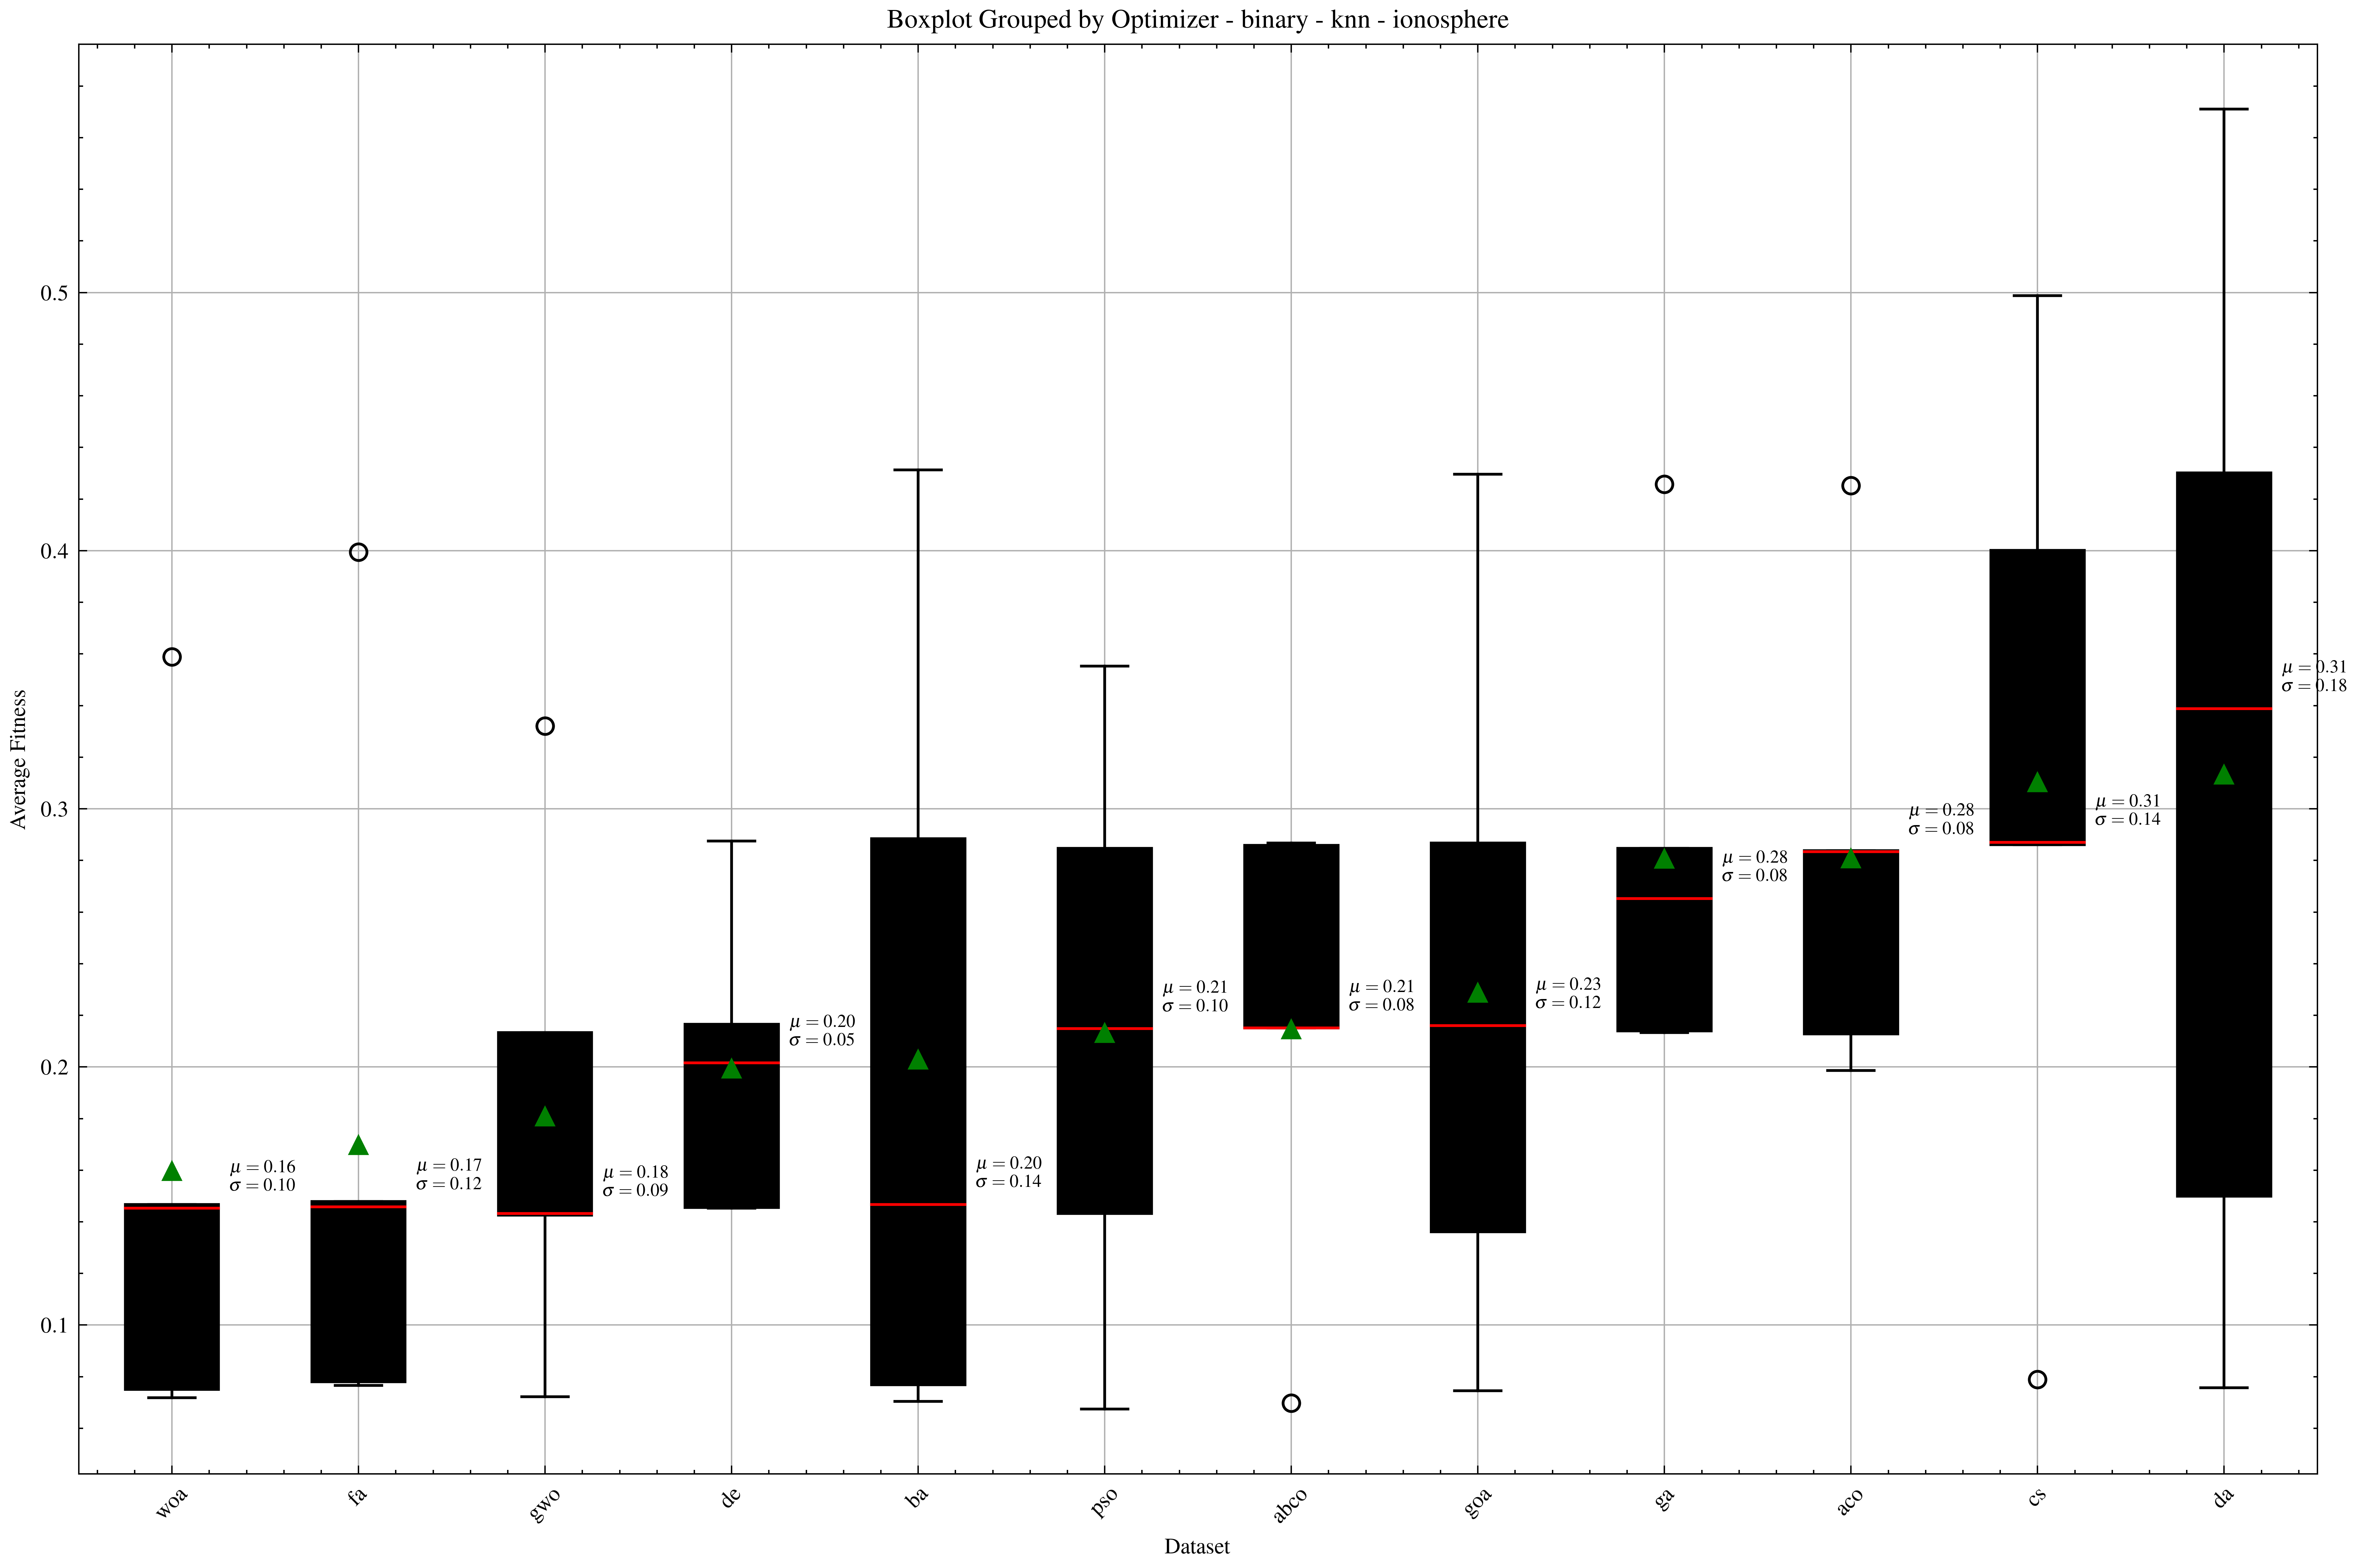 Boxplot Grouped by Optimizer - binary - knn - ionosphere
Average Fitness
0.5
0.4
0.3
0.2
0.1
μ = 0.16
σ = 0.10
μ = 0.17
σ = 0.12
μ = 0.18
σ = 0.09
μ = 0.20
σ = 0.05
μ = 0.20
σ = 0.14
μ = 0.21
σ = 0.10
μ = 0.21
σ = 0.08
μ = 0.23
σ = 0.12
μ = 0.28
σ = 0.08
μ = 0.28
σ = 0.08
μ = 0.31
σ = 0.14
μ = 0.31
σ = 0.18
woa
fa
gwo
de
ba
pso
abco
goa
ga
aco
cs
da
Dataset